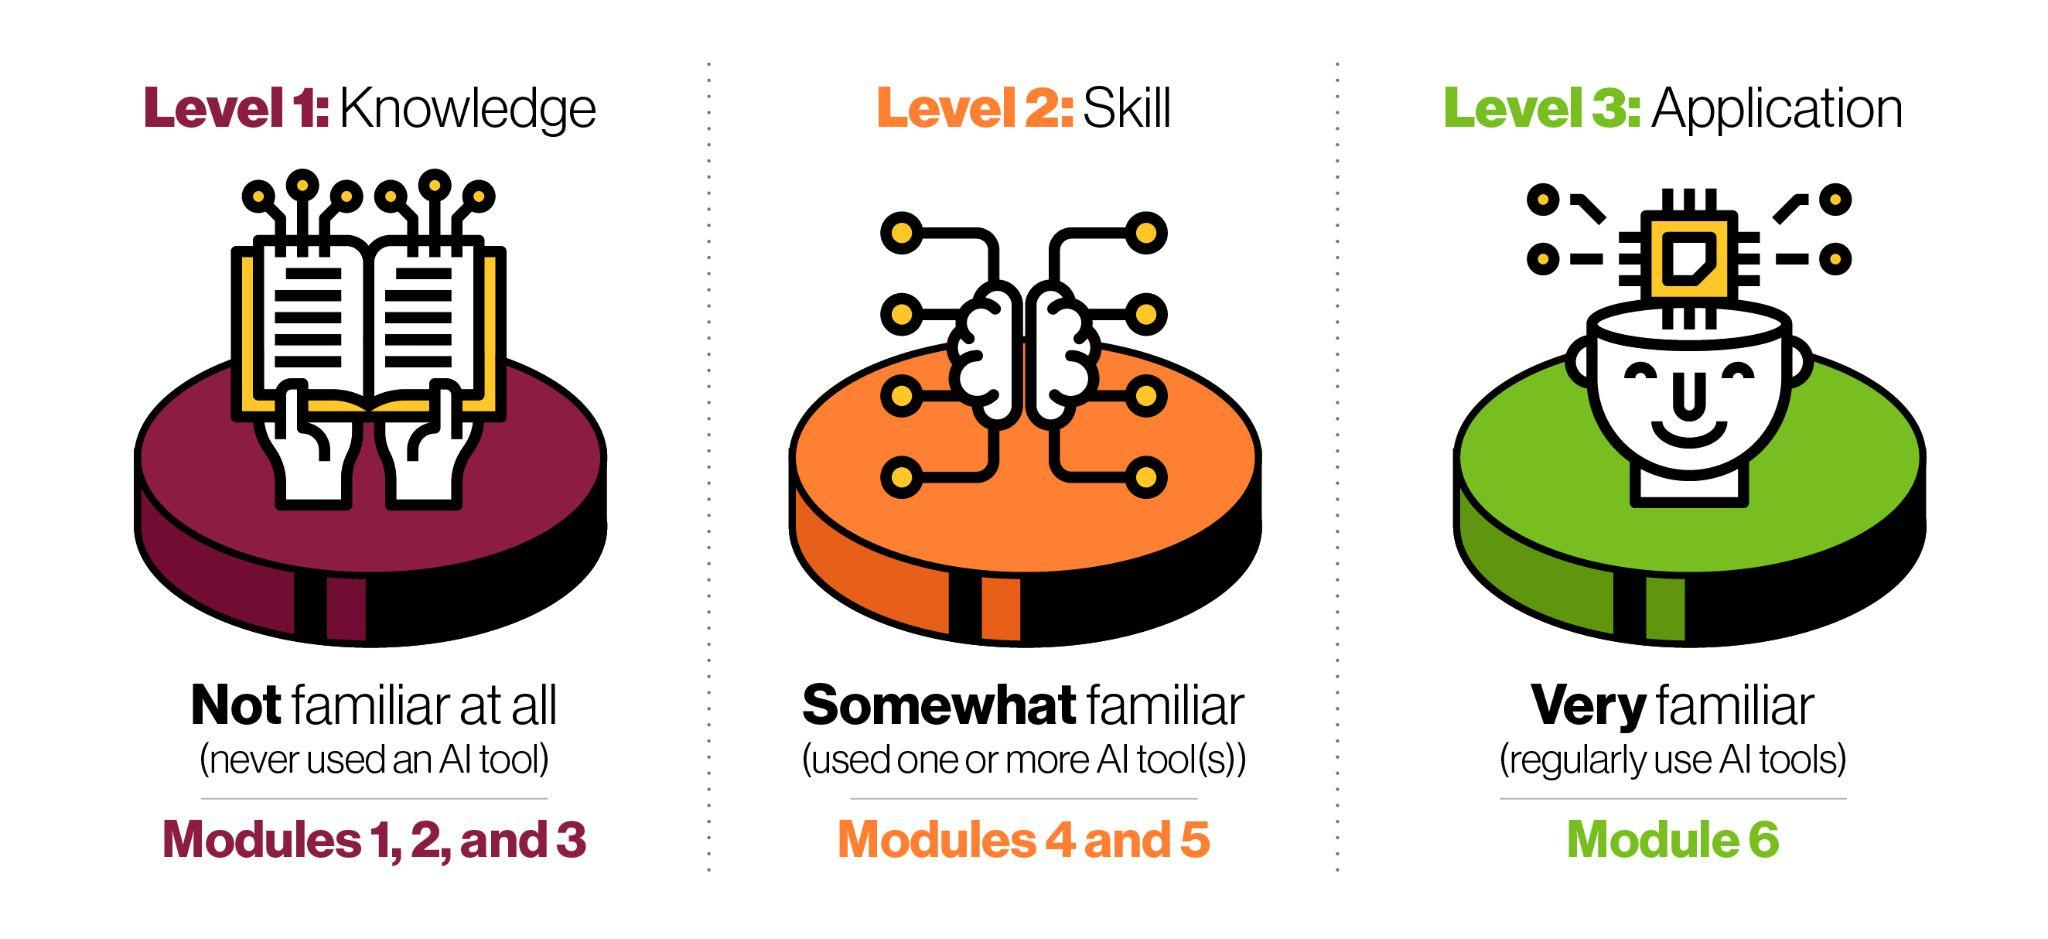 Level 1: Knowledge
Not familiar at all
(never used an AI tool)
Modules 1, 2, and 3
Level 2: Skill
Somewhat familiar
(used one or more AI tool(s))
Modules 4 and 5
Level 3: Application
Very familiar
(regularly use AI tools)
Module 6